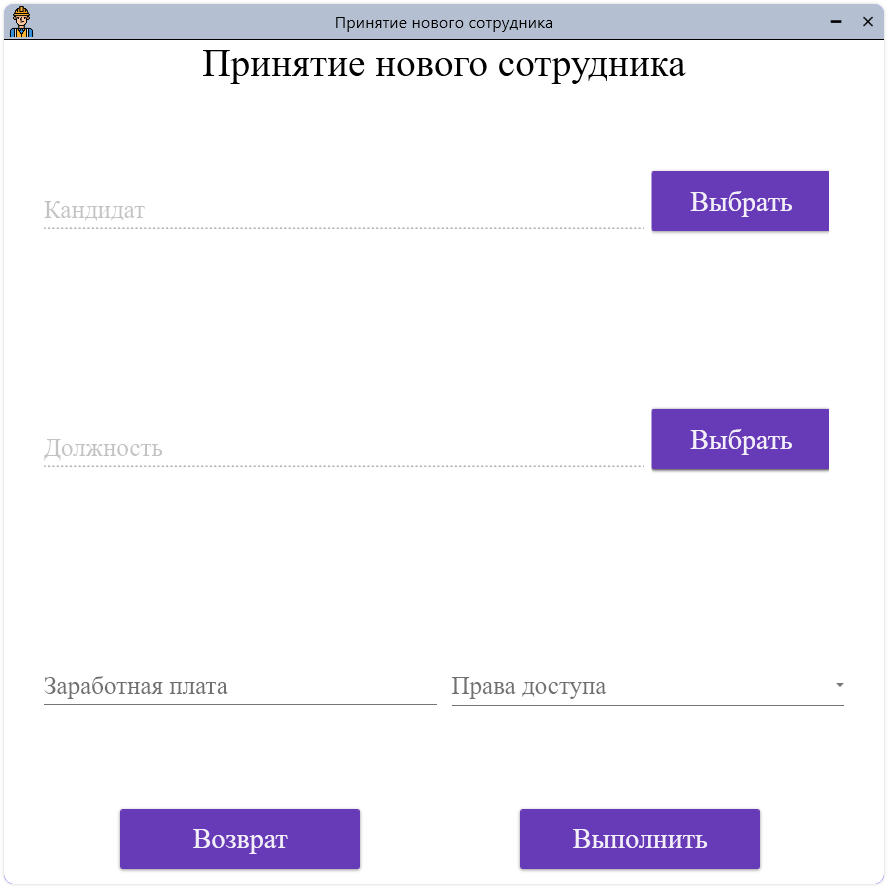 Принятие нового сотрудника
Принятие нового сотрудника
Кандидат
Выбрать
Должность
Выбрать
Заработная плата
Права доступа
Возврат
Выполнить